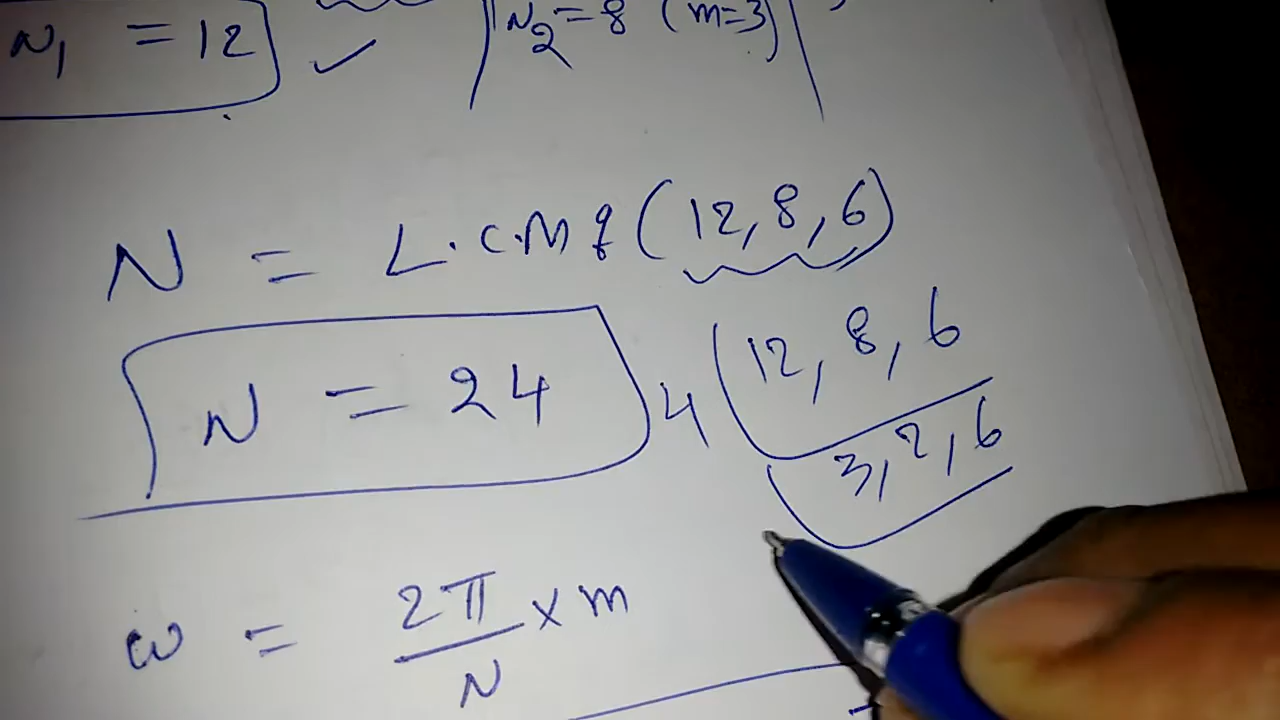 N₁ = 12 ✓ N₂ = 8 (m=3)
N = L.C.M of (12, 8, 6)
N = 24
4 12, 8, 6
3, 2, 6
ω = 2π/N × m